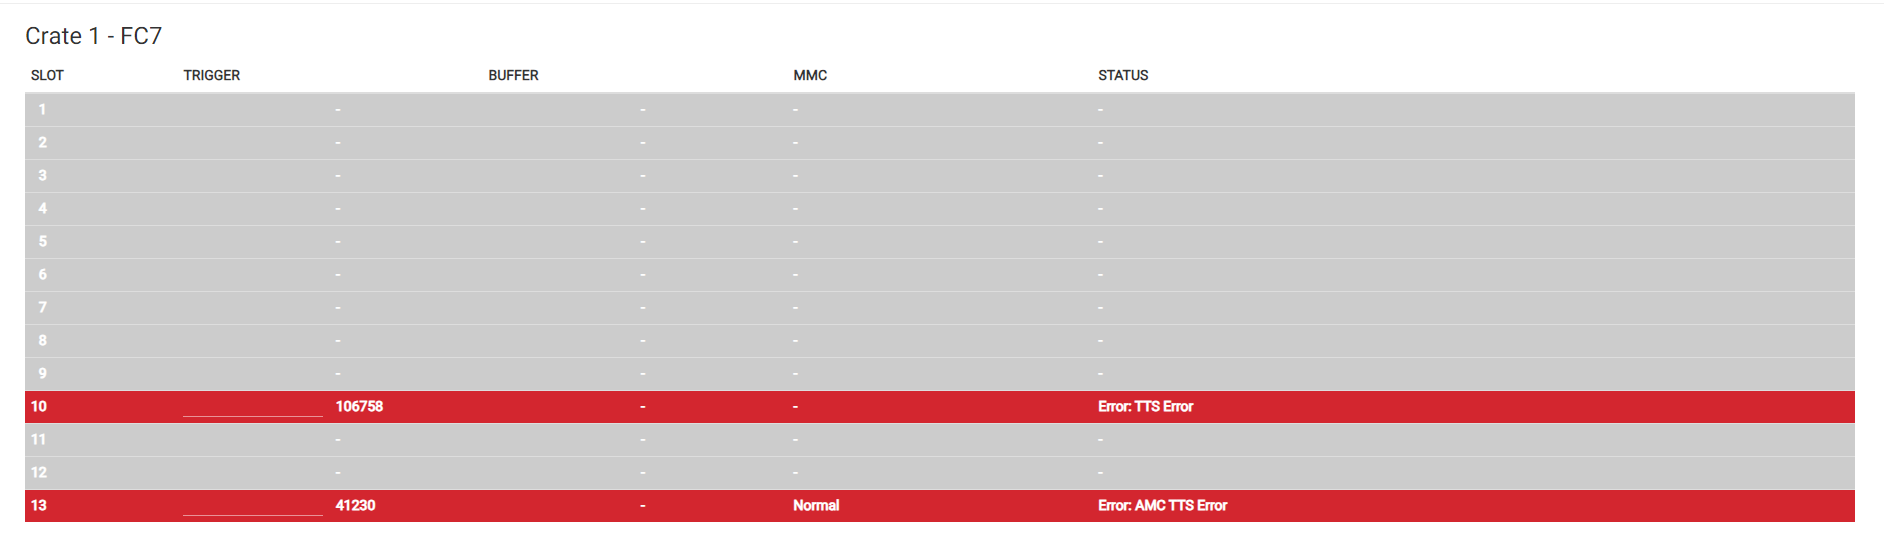 Crate 1 - FC7
SLOT TRIGGER BUFFER MMC STATUS
1 - - - -
2 - - - -
3 - - - -
4 - - - -
5 - - - -
6 - - - -
7 - - - -
8 - - - -
9 - - - -
10 106758 - - Error: TTS Error
11 - - - -
12 - - - -
13 41230 - Normal Error: AMC TTS Error